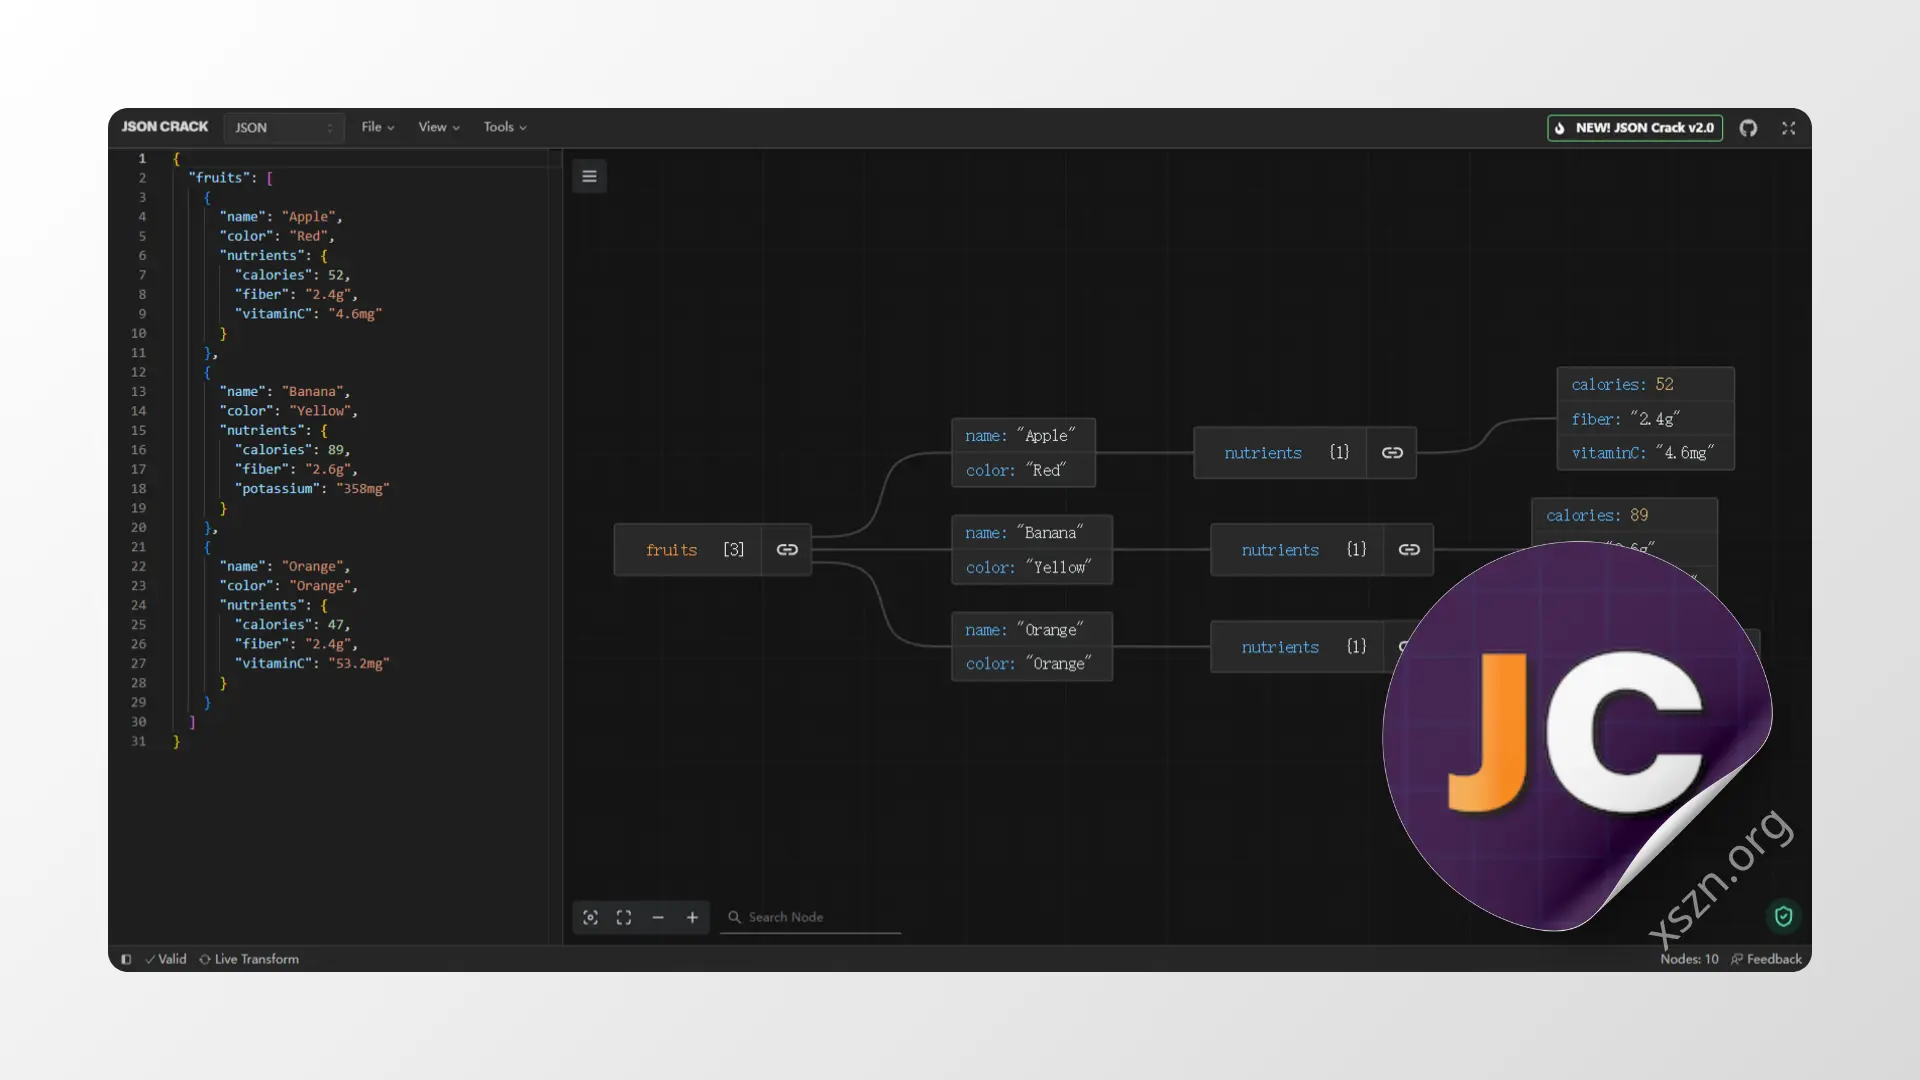 JSON CRACK JSON File View Tools NEW! JSON Crack v2.0
1 {
2 "fruits": [
3 {
4 "name": "Apple",
5 "color": "Red",
6 "nutrients": {
7 "calories": 52,
8 "fiber": "2.4g",
9 "vitaminC": "4.6mg"
10 }
11 },
12 {
13 "name": "Banana",
14 "color": "Yellow",
15 "nutrients": {
16 "calories": 89,
17 "fiber": "2.6g",
18 "potassium": "358mg"
19 }
20 },
21 {
22 "name": "Orange",
23 "color": "Orange",
24 "nutrients": {
25 "calories": 47,
26 "fiber": "2.4g",
27 "vitaminC": "53.2mg"
28 }
29 }
30 ]
31 }
fruits [3]
name: "Apple"
color: "Red"
nutrients {1}
calories: 52
fiber: "2.4g"
vitaminC: "4.6mg"
name: "Banana"
color: "Yellow"
nutrients {1}
calories: 89
name: "Orange"
color: "Orange"
nutrients {1}
JC
xszn.org
Search Node
Valid Live Transform Nodes: 10 Feedback